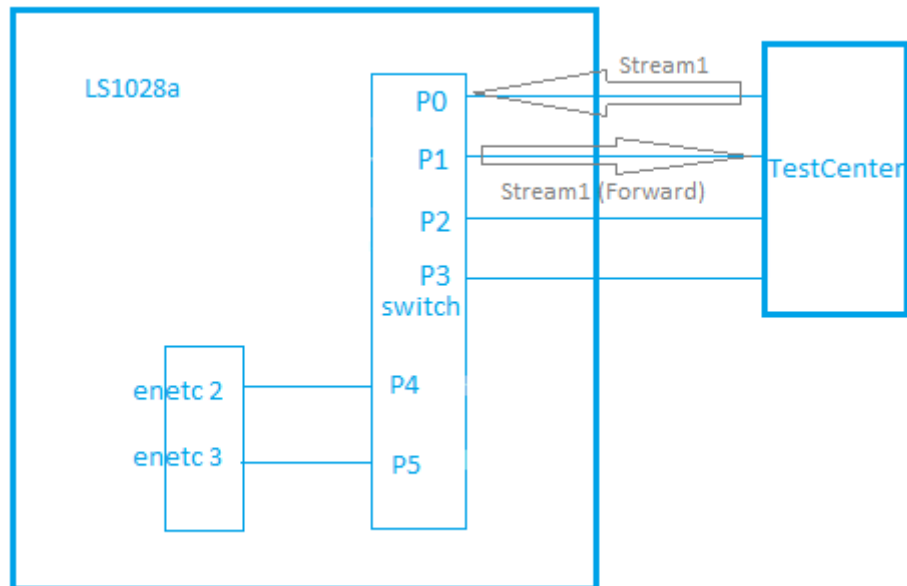 LS1028a
Stream1
P0
P1
TestCenter
Stream1 (Forward)
P2
P3
switch
enetc 2
P4
enetc 3
P5